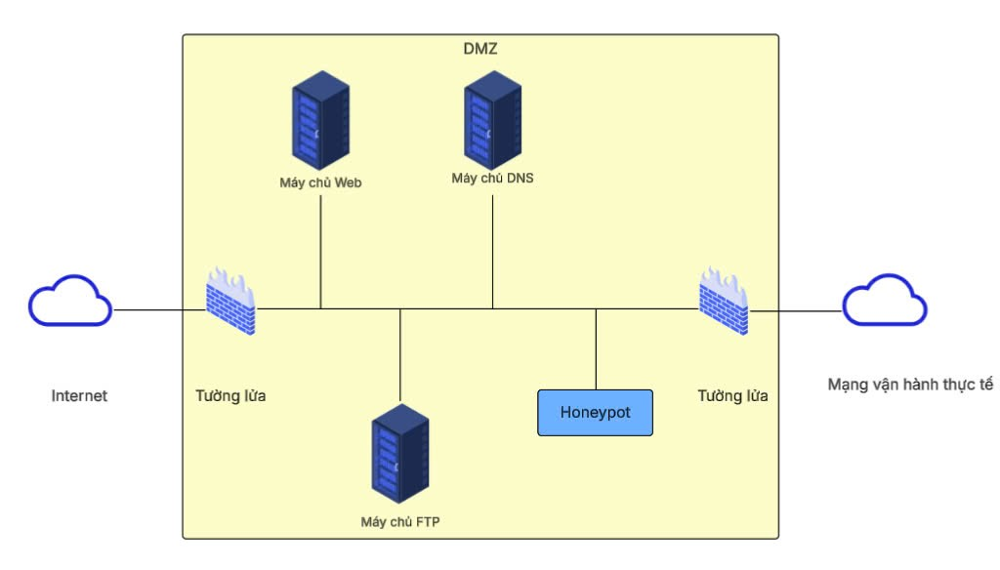 DMZ
Máy chủ Web
Máy chủ DNS
Internet
Tường lửa
Honeypot
Tường lửa
Mạng vận hành thực tế
Máy chủ FTP